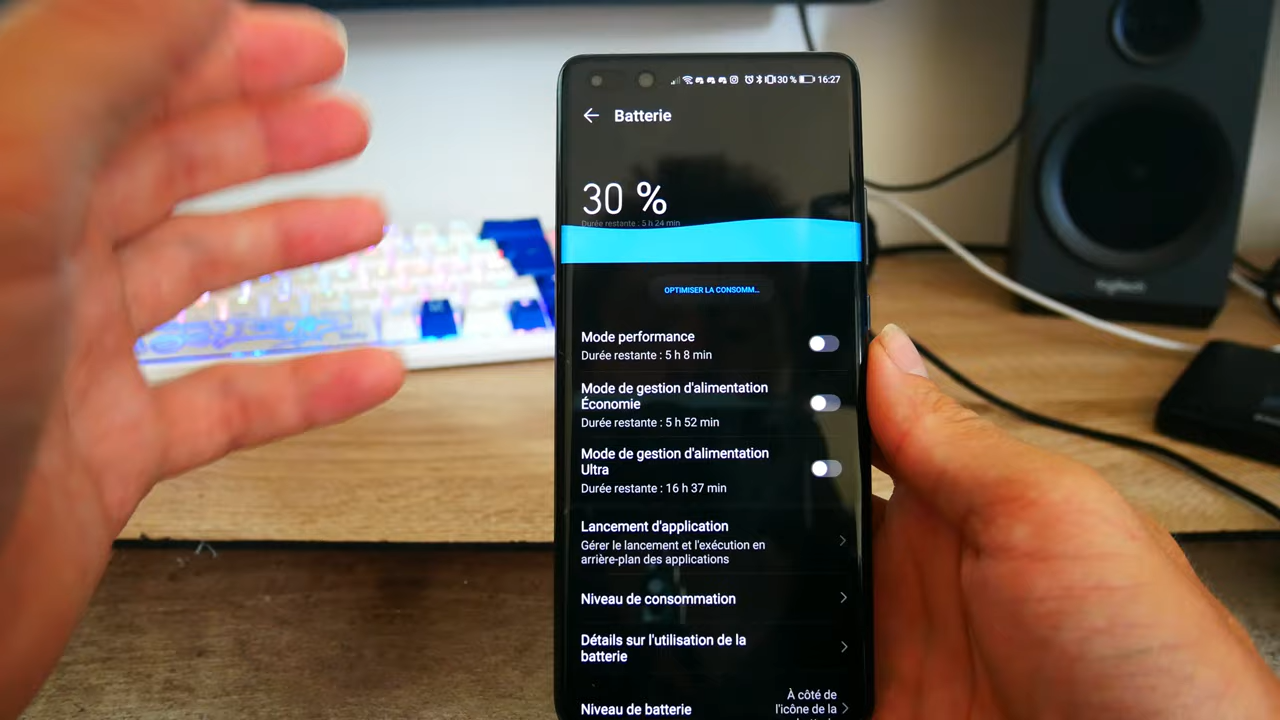 30 % 16:27
Batterie
30 %
Durée restante : 5 h 24 min
OPTIMISER LA CONSOMM...
Mode performance
Durée restante : 5 h 8 min
Mode de gestion d'alimentation
Économie
Durée restante : 5 h 52 min
Mode de gestion d'alimentation
Ultra
Durée restante : 16 h 37 min
Lancement d'application
Gérer le lancement et l'exécution en
arrière-plan des applications
Niveau de consommation
Détails sur l'utilisation de la
batterie
À côté de
l'icône de la
Niveau de batterie
logitech